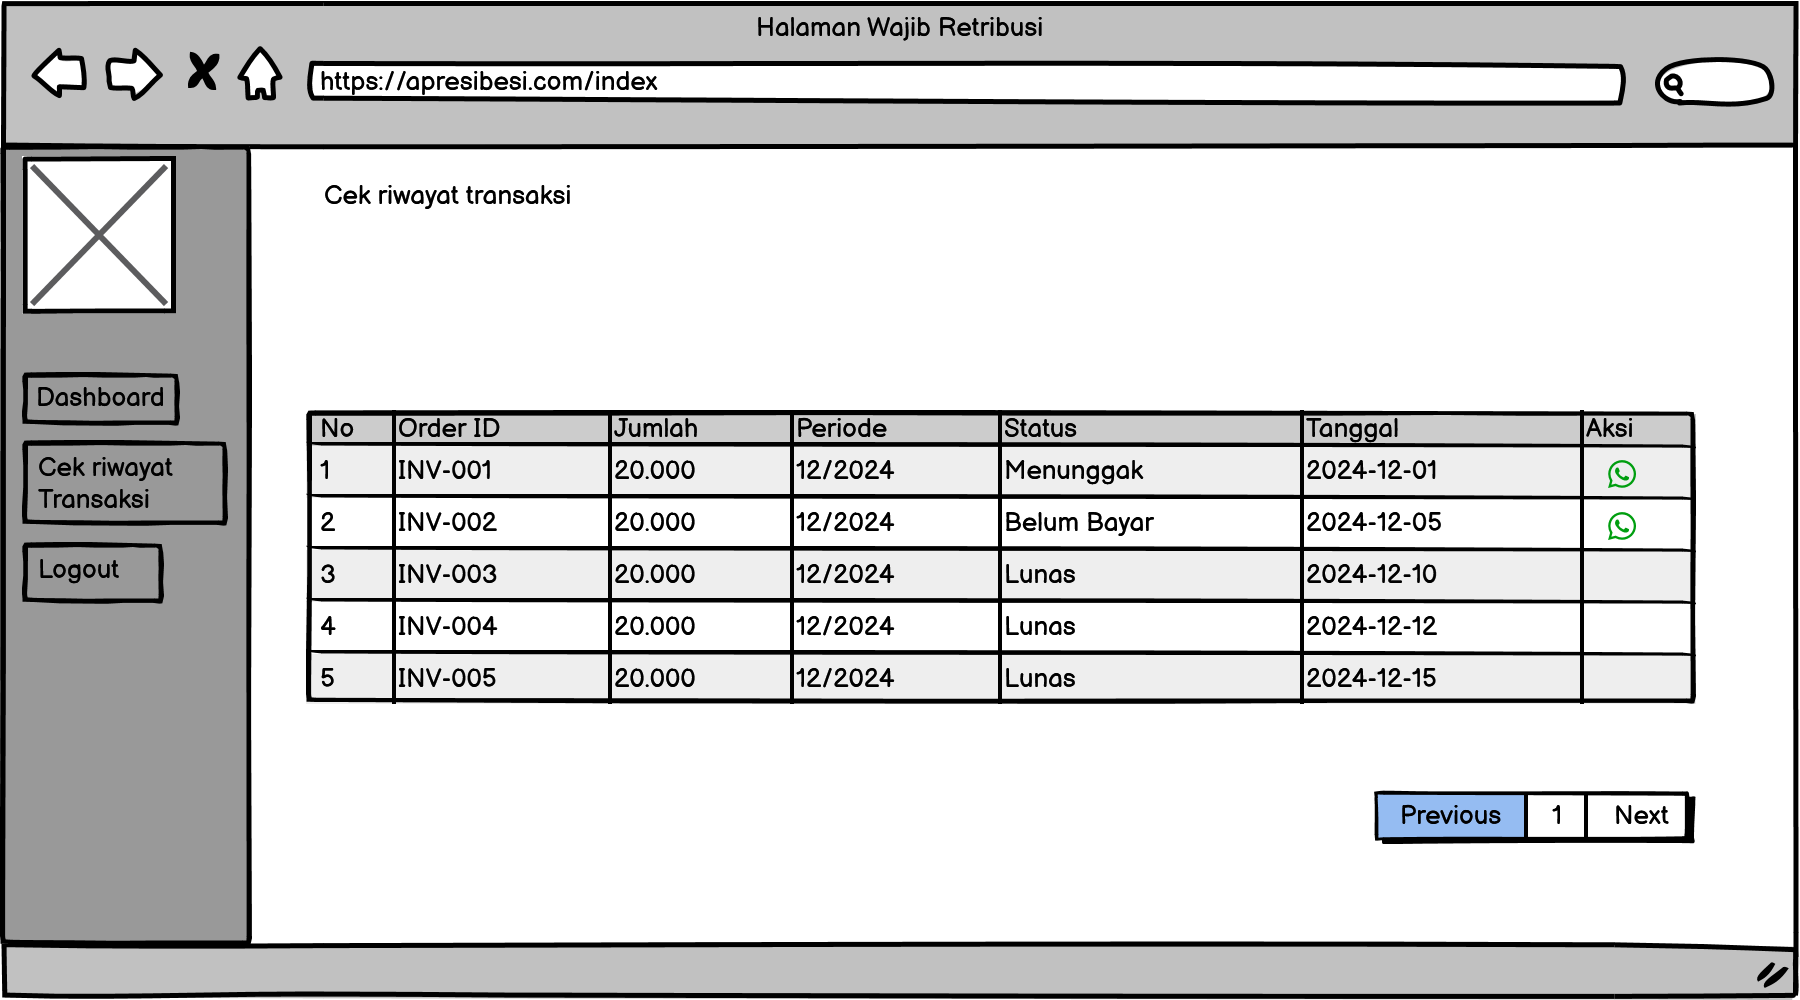 Halaman Wajib Retribusi
https://apresibesi.com/index
Cek riwayat transaksi
Dashboard
Cek riwayat
Transaksi
Logout
No Order ID Jumlah Periode Status Tanggal Aksi
1 INV-001 20.000 12/2024 Menunggak 2024-12-01
2 INV-002 20.000 12/2024 Belum Bayar 2024-12-05
3 INV-003 20.000 12/2024 Lunas 2024-12-10
4 INV-004 20.000 12/2024 Lunas 2024-12-12
5 INV-005 20.000 12/2024 Lunas 2024-12-15
Previous 1 Next